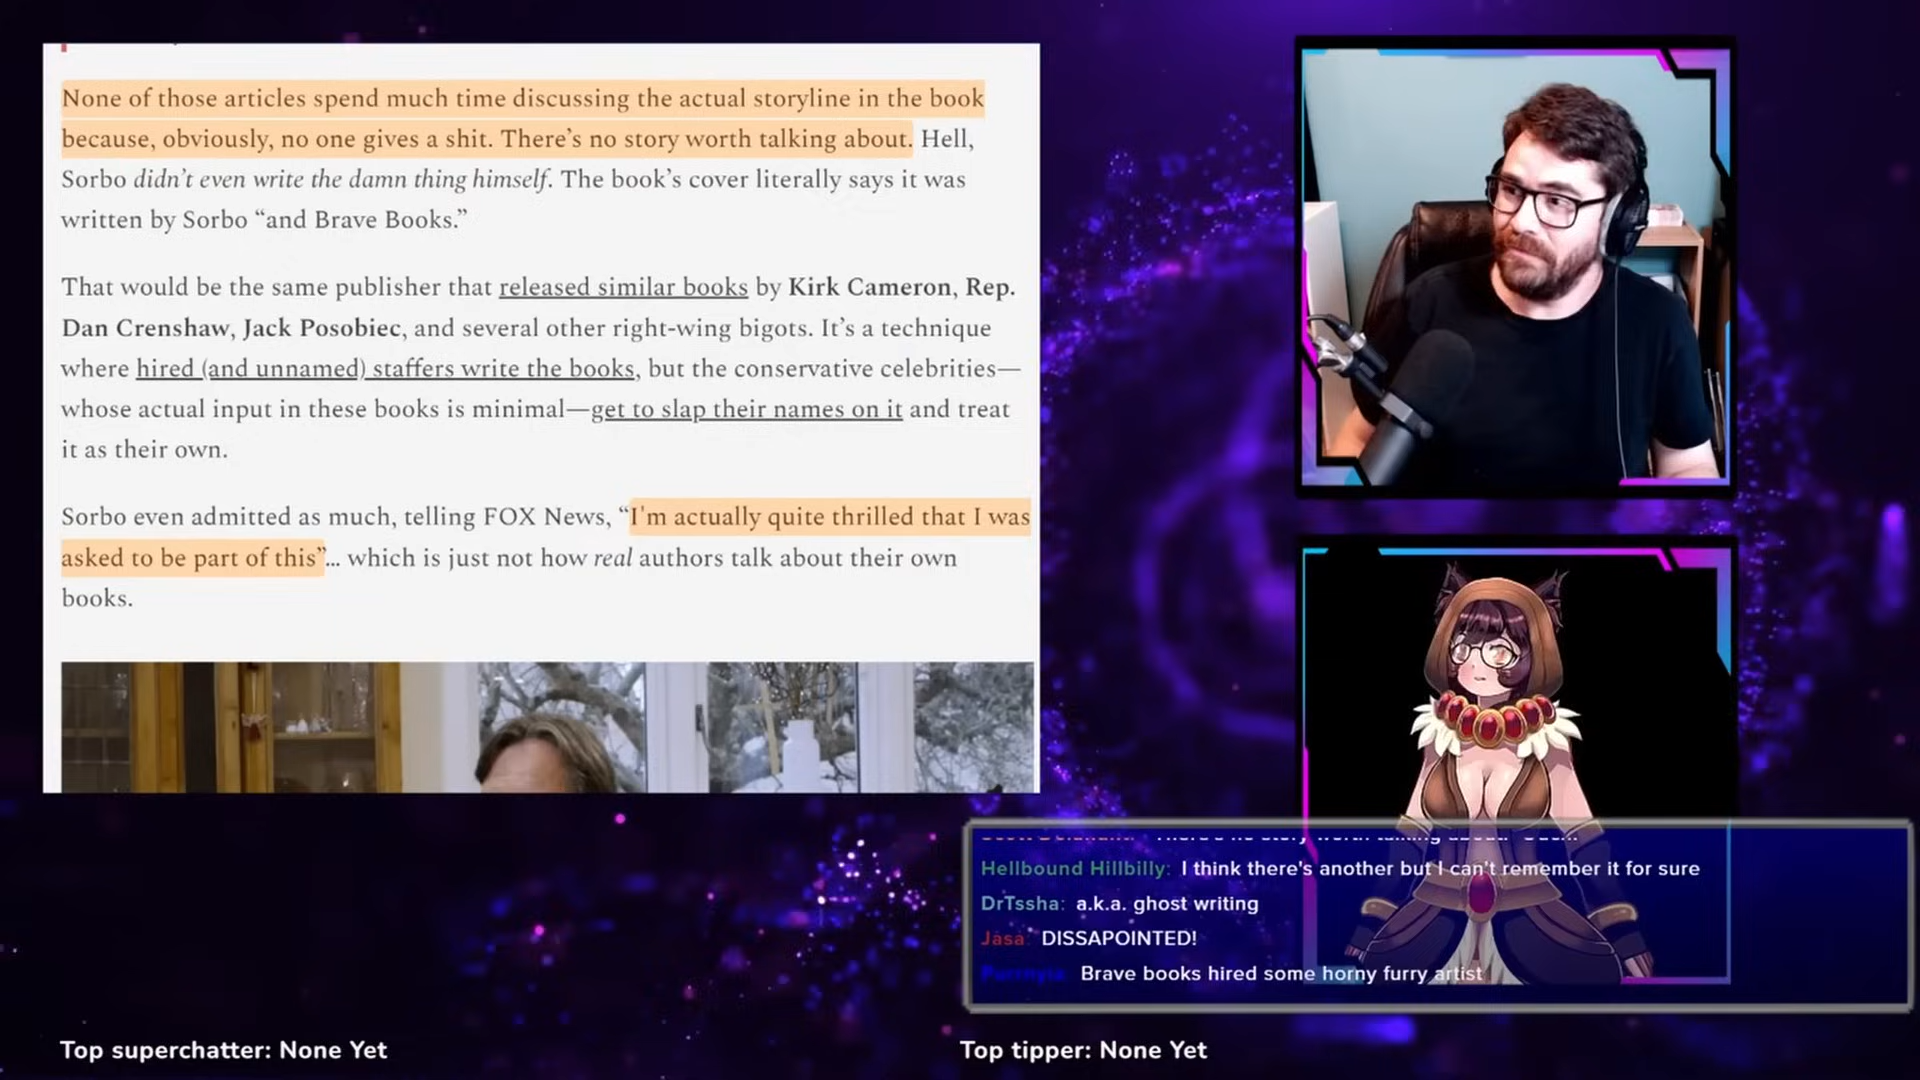 None of those articles spend much time discussing the actual storyline in the book
because, obviously, no one gives a shit. There’s no story worth talking about. Hell,
Sorbo didn’t even write the damn thing himself. The book’s cover literally says it was
written by Sorbo “and Brave Books.”
That would be the same publisher that released similar books by Kirk Cameron, Rep.
Dan Crenshaw, Jack Posobiec, and several other right-wing bigots. It’s a technique
where hired (and unnamed) staffers write the books, but the conservative celebrities—
whose actual input in these books is minimal—get to slap their names on it and treat
it as their own.
Sorbo even admitted as much, telling FOX News, “I'm actually quite thrilled that I was
asked to be part of this”... which is just not how real authors talk about their own
books.
Hellbound Hillbilly: I think there's another but I can't remember it for sure
DrTssha: a.k.a. ghost writing
Jasa: DISSAPOINTED!
Brave books hired some horny furry artist
Top superchatter: None Yet
Top tipper: None Yet